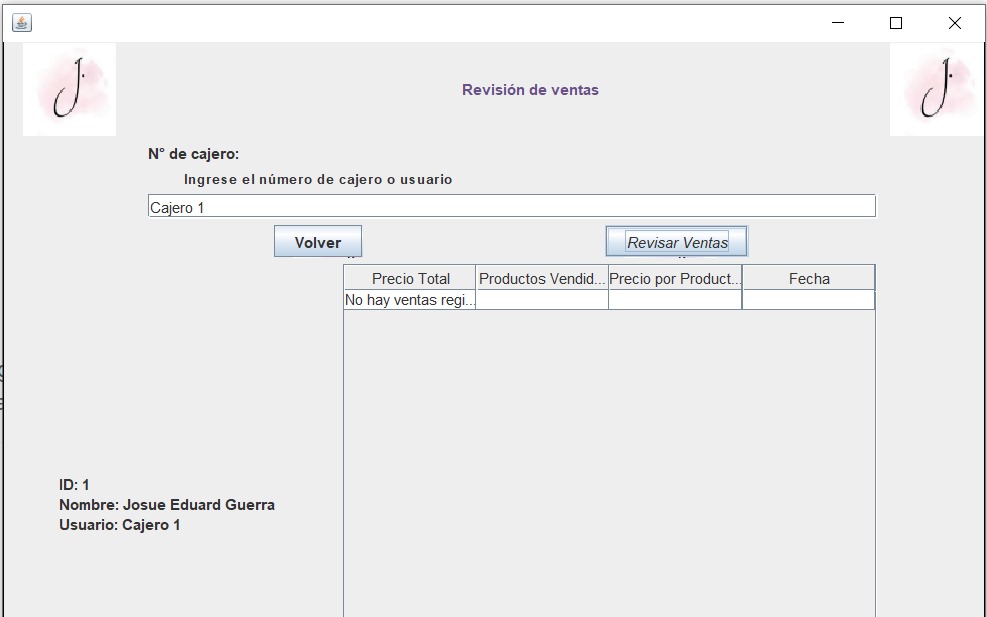 J.
J.
Revisión de ventas
N° de cajero:
Ingrese el número de cajero o usuario
Cajero 1
Volver
Revisar Ventas
Precio Total
Productos Vendid...
Precio por Product...
Fecha
No hay ventas regi...
ID: 1
Nombre: Josue Eduard Guerra
Usuario: Cajero 1